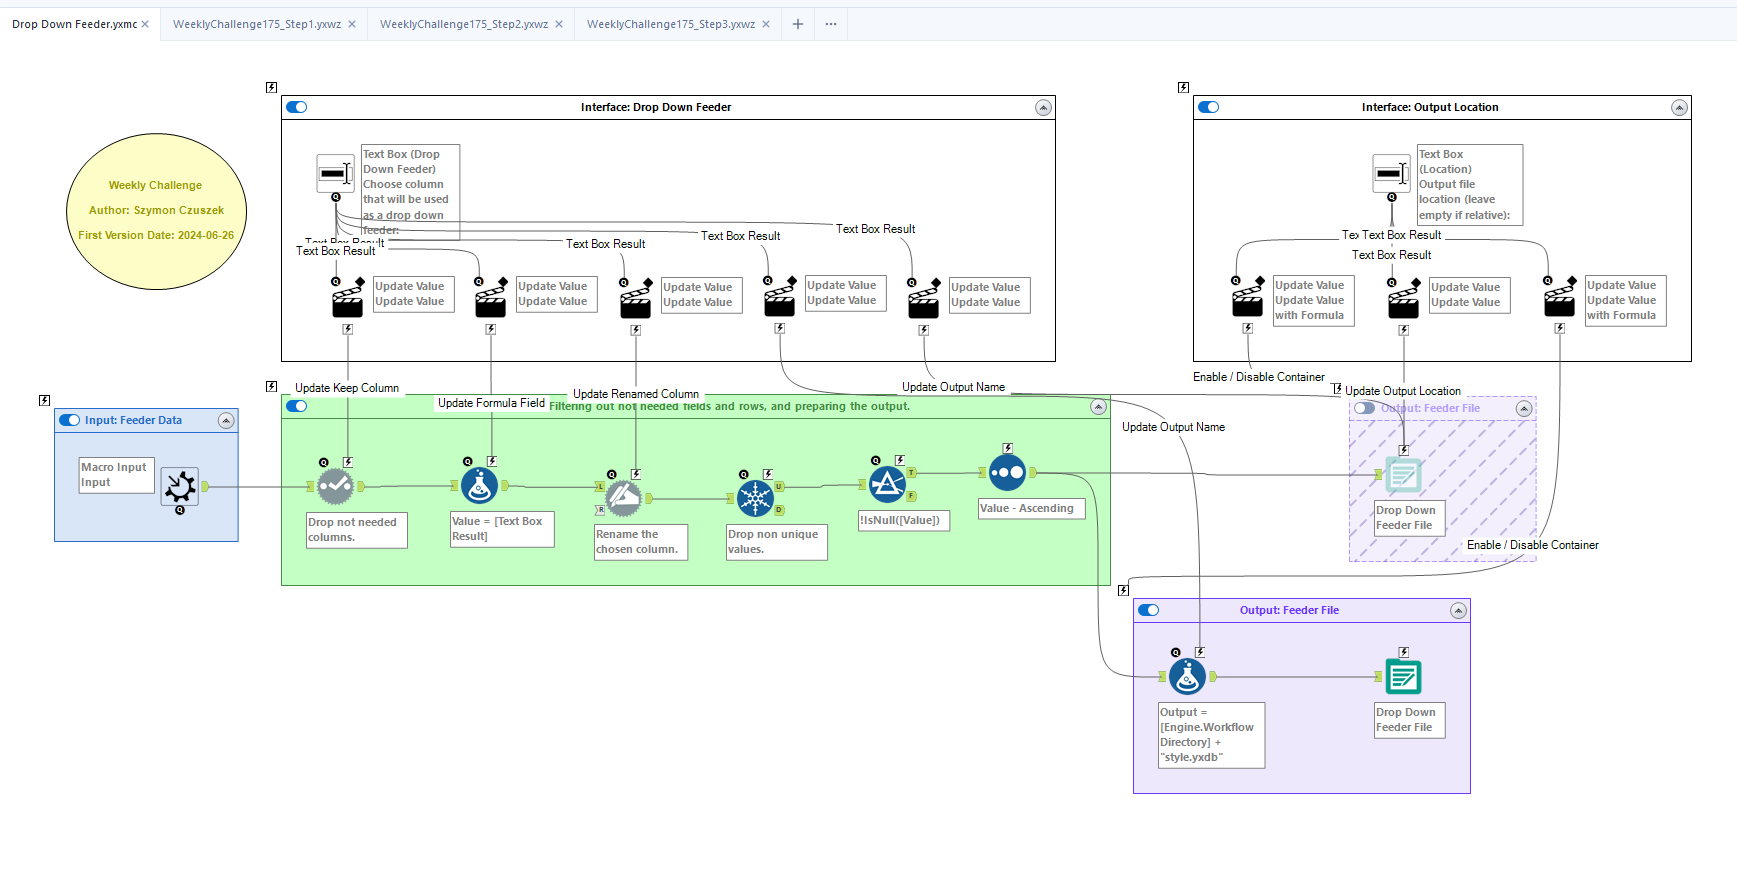 Drop Down Feeder.yxmc
WeeklyChallenge175_Step1.yxwz
WeeklyChallenge175_Step2.yxwz
WeeklyChallenge175_Step3.yxwz
Weekly Challenge
Author: Szymon Czuszek
First Version Date: 2024-06-26
Interface: Drop Down Feeder
Text Box (Drop
Down Feeder)
Choose column
that will be used
as a drop down
feeder:
Text Box Result
Text Box Result
Text Box Result
Text Box Result
Text Box Result
Update Value
Update Value
Update Value
Update Value
Update Value
Update Value
Update Value
Update Value
Update Value
Update Value
Interface: Output Location
Text Box
(Location)
Output file
location (leave
empty if relative):
Text Box Result
Text Box Result
Update Value
Update Value
with Formula
Update Value
Update Value
Update Value
Update Value
with Formula
Update Keep Column
Update Formula Field
Update Renamed Column
Update Output Name
Update Output Name
Enable / Disable Container
Update Output Location
Enable / Disable Container
Input: Feeder Data
Macro Input
Input
Filtering out not needed fields and rows, and preparing the output.
Drop not needed
columns.
Value = [Text Box
Result]
L
R
Rename the
chosen column.
U
D
Drop non unique
values.
T
F
!IsNull([Value])
Value - Ascending
Output: Feeder File
Drop Down
Feeder File
Output: Feeder File
Output =
[Engine.Workflow
Directory] +
"style.yxdb"
Drop Down
Feeder File